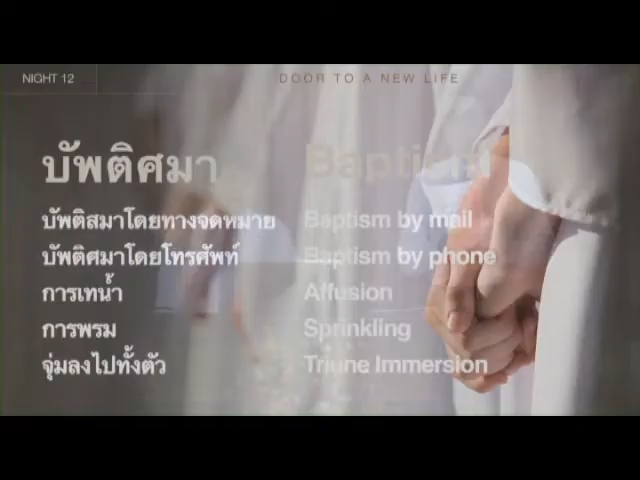 NIGHT 12 DOOR TO A NEW LIFE
บัพติศมา Baptism
บัพติสมาโดยทางจดหมาย Baptism by mail
บัพติศมาโดยโทรศัพท์ Baptism by phone
การเทน้ำ Affusion
การพรม Sprinkling
จุ่มลงไปทั้งตัว Triune Immersion